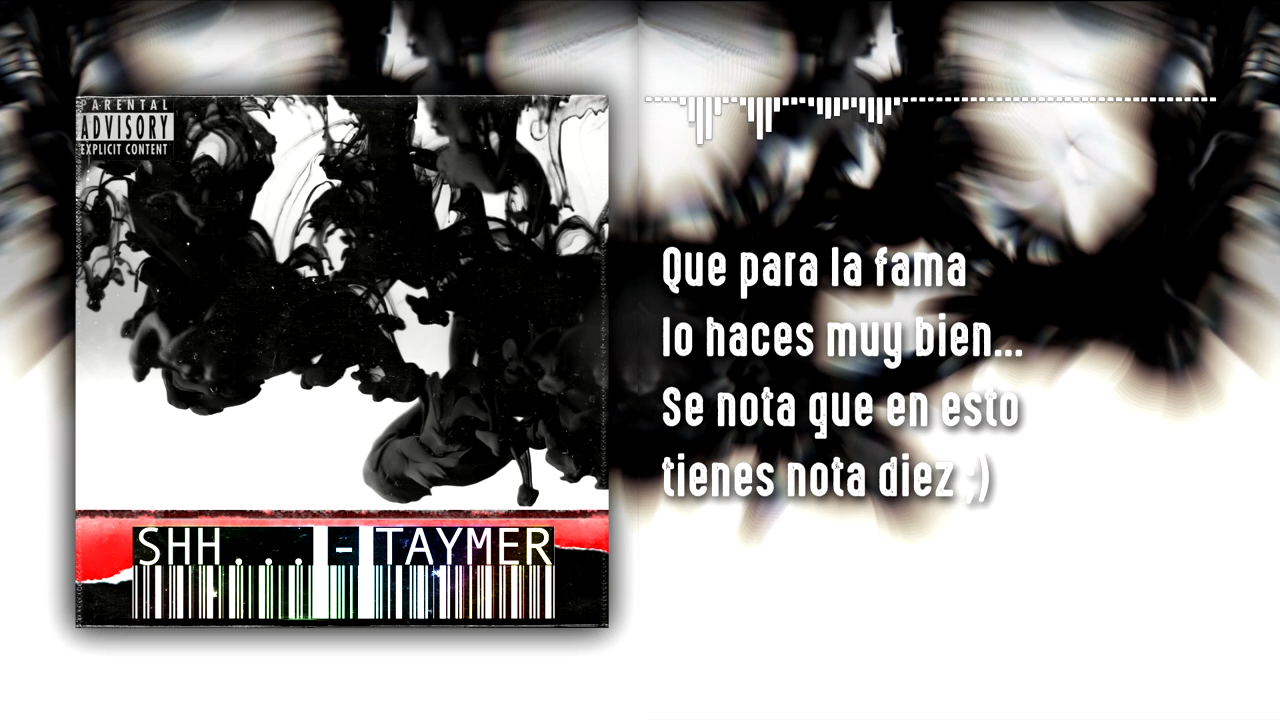 PARENTAL
ADVISORY
EXPLICIT CONTENT
Que para la fama
lo haces muy bien...
Se nota que en esto
tienes nota diez ;)
SHH... - TAYMER